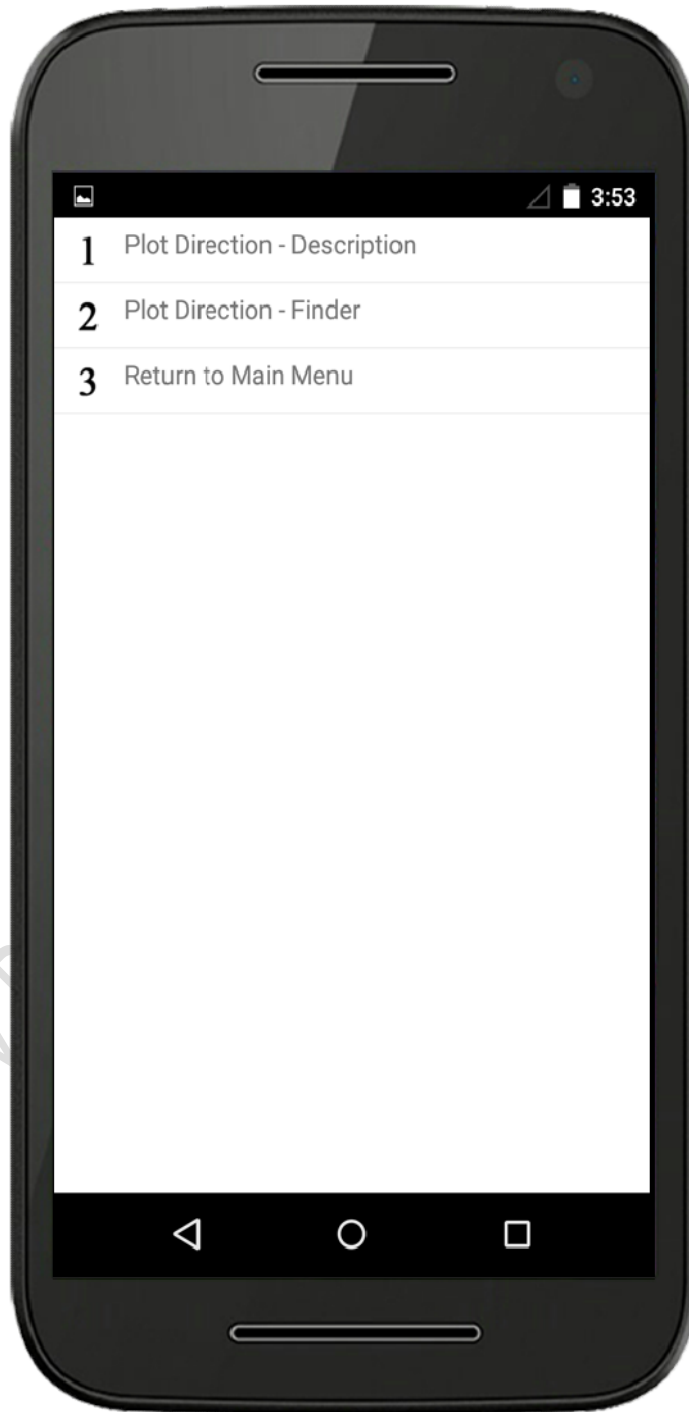 3:53
1 Plot Direction - Description
2 Plot Direction - Finder
3 Return to Main Menu